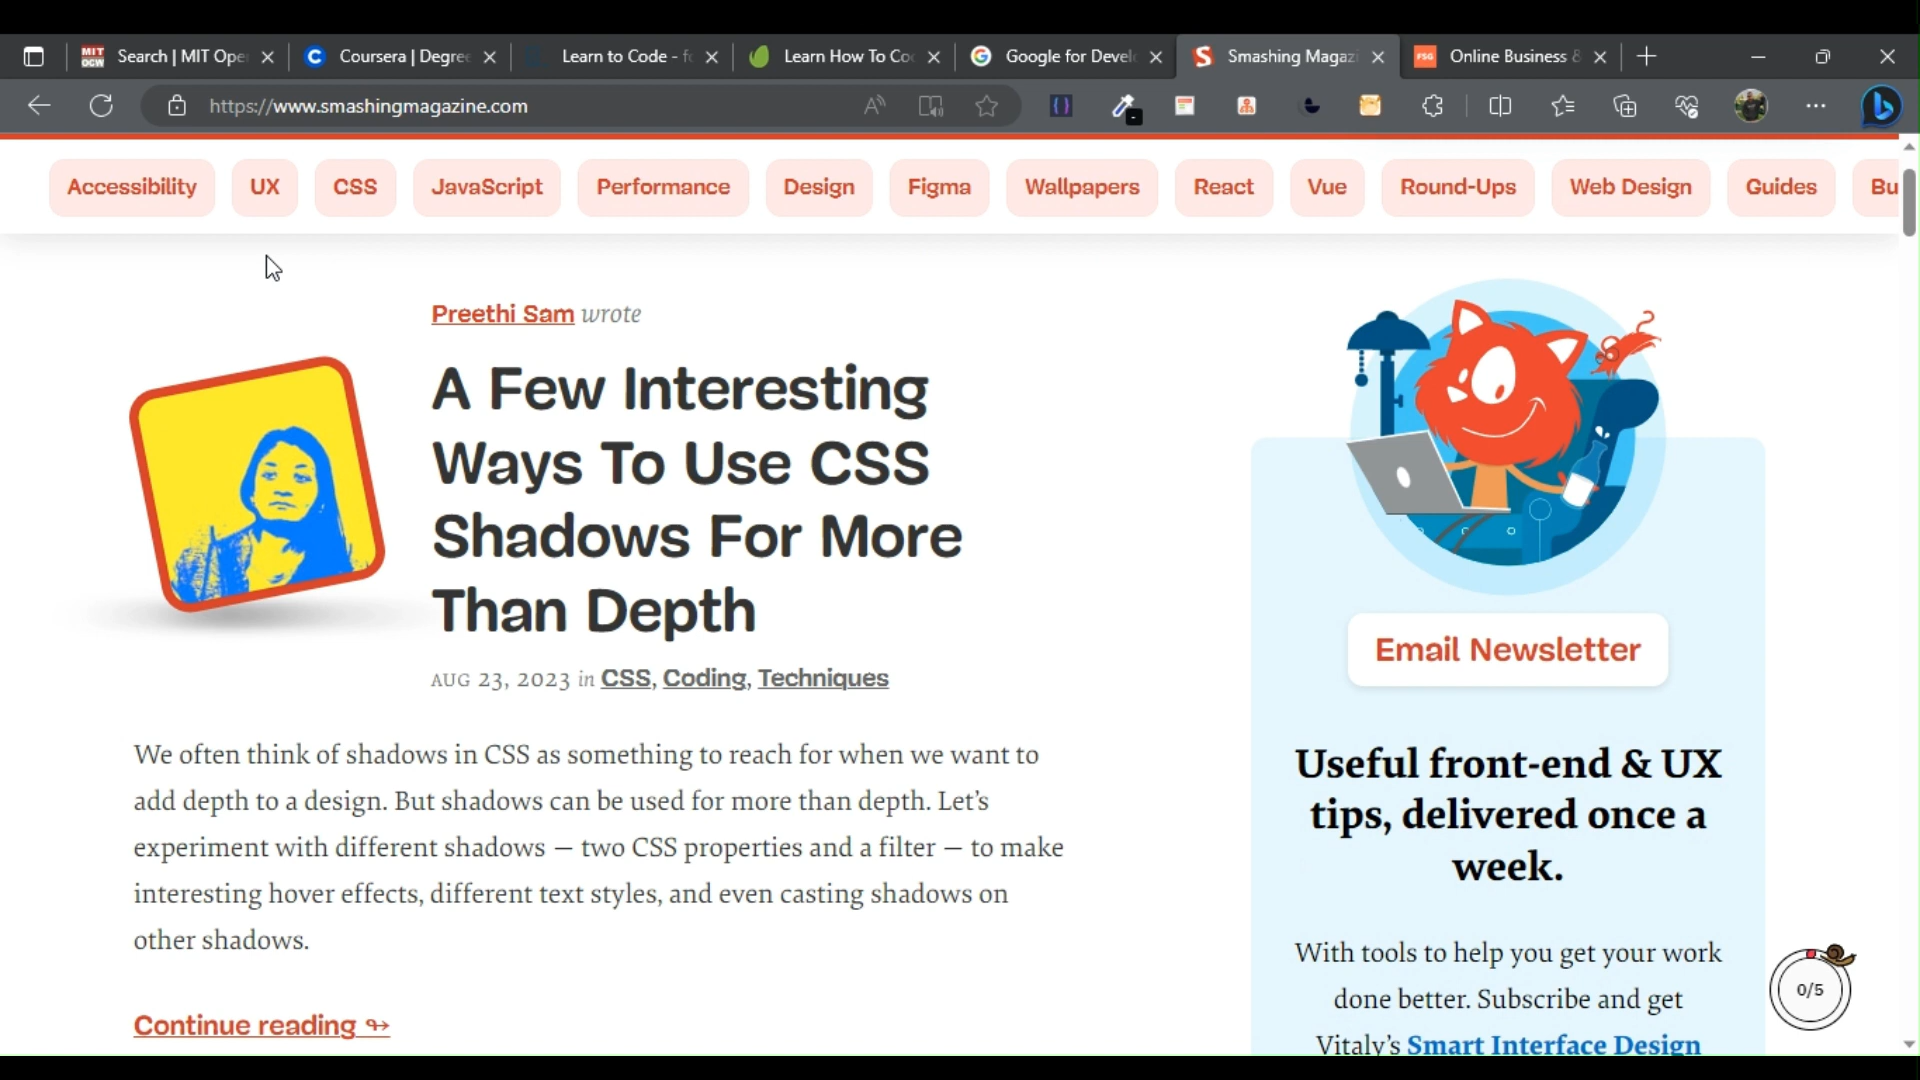 MIT OCW Search | MIT Ope
Coursera | Degree
Learn to Code - f
Learn How To Co
Google for Devel
Smashing Magazi
FSG Online Business &
https://www.smashingmagazine.com
Accessibility
UX
CSS
JavaScript
Performance
Design
Figma
Wallpapers
React
Vue
Round-Ups
Web Design
Guides
Bu
Preethi Sam wrote
A Few Interesting
Ways To Use CSS
Shadows For More
Than Depth
AUG 23, 2023 in CSS, Coding, Techniques
We often think of shadows in CSS as something to reach for when we want to
add depth to a design. But shadows can be used for more than depth. Let’s
experiment with different shadows — two CSS properties and a filter — to make
interesting hover effects, different text styles, and even casting shadows on
other shadows.
Continue reading ↬
Email Newsletter
Useful front-end & UX
tips, delivered once a
week.
With tools to help you get your work
done better. Subscribe and get
Vitaly’s Smart Interface Design
0/5